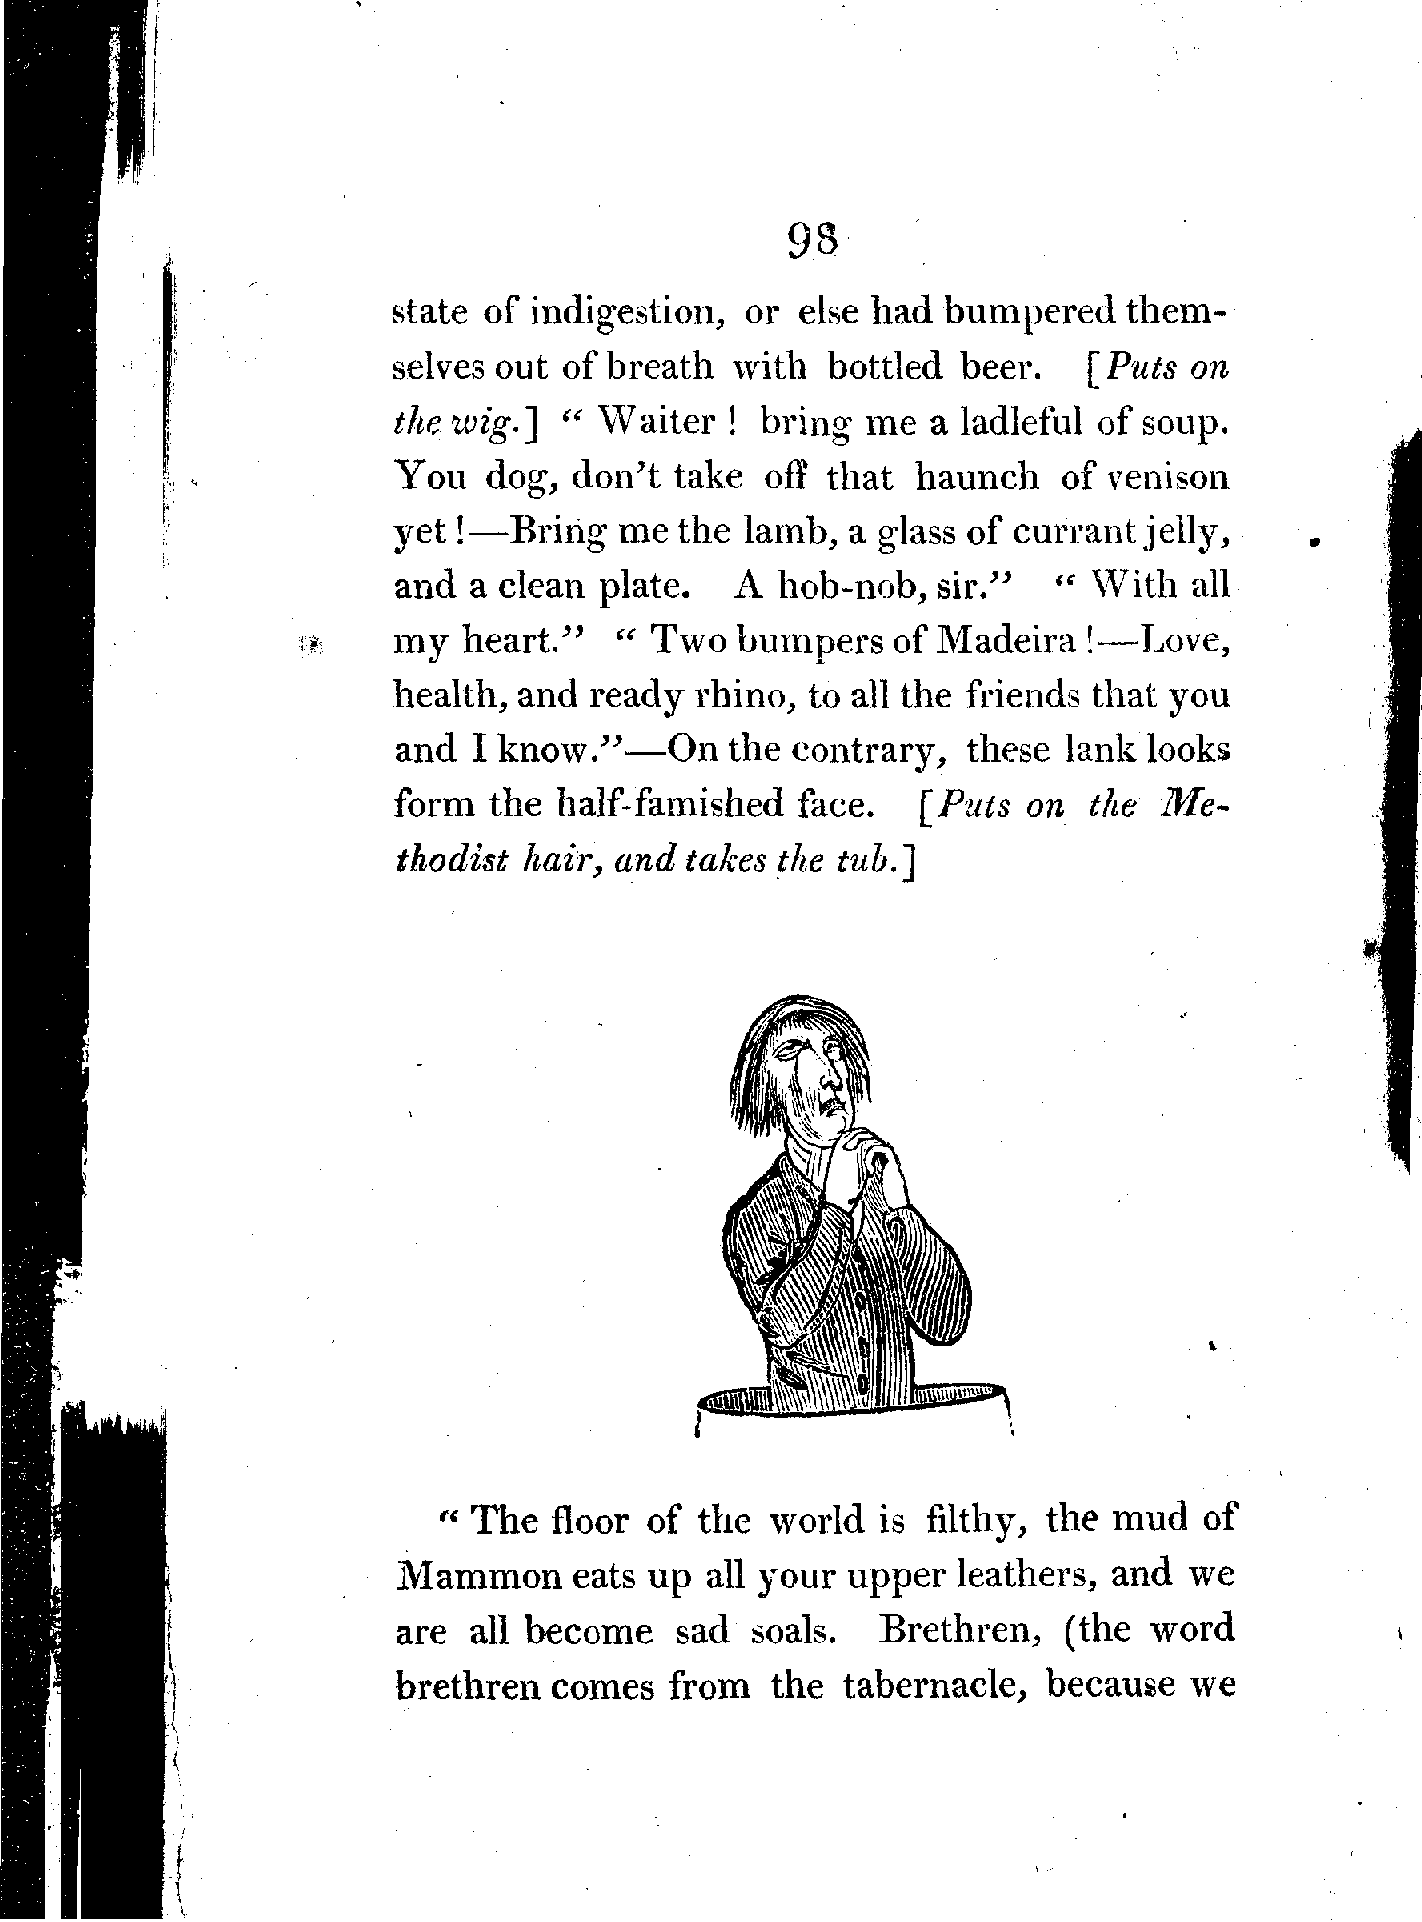 98
state of indigestion, or else had bumpered them-
selves out of breath with bottled beer. [Puts on
the wig.] “ Waiter ! bring me a ladleful of soup.
You dog, don’t take off that haunch of venison
yet !—Bring me the lamb, a glass of currant jelly,
and a clean plate. A hob-nob, sir.” “ With all
my heart.” “ Two bumpers of Madeira !—Love,
health, and ready rhino, to all the friends that you
and I know.”—On the contrary, these lank looks
form the half-famished face. [Puts on the Me-
thodist hair, and takes the tub.]
“ The floor of the world is filthy, the mud of
Mammon eats up all your upper leathers, and we
are all become sad soals. Brethren, (the word
brethren comes from the tabernacle, because we